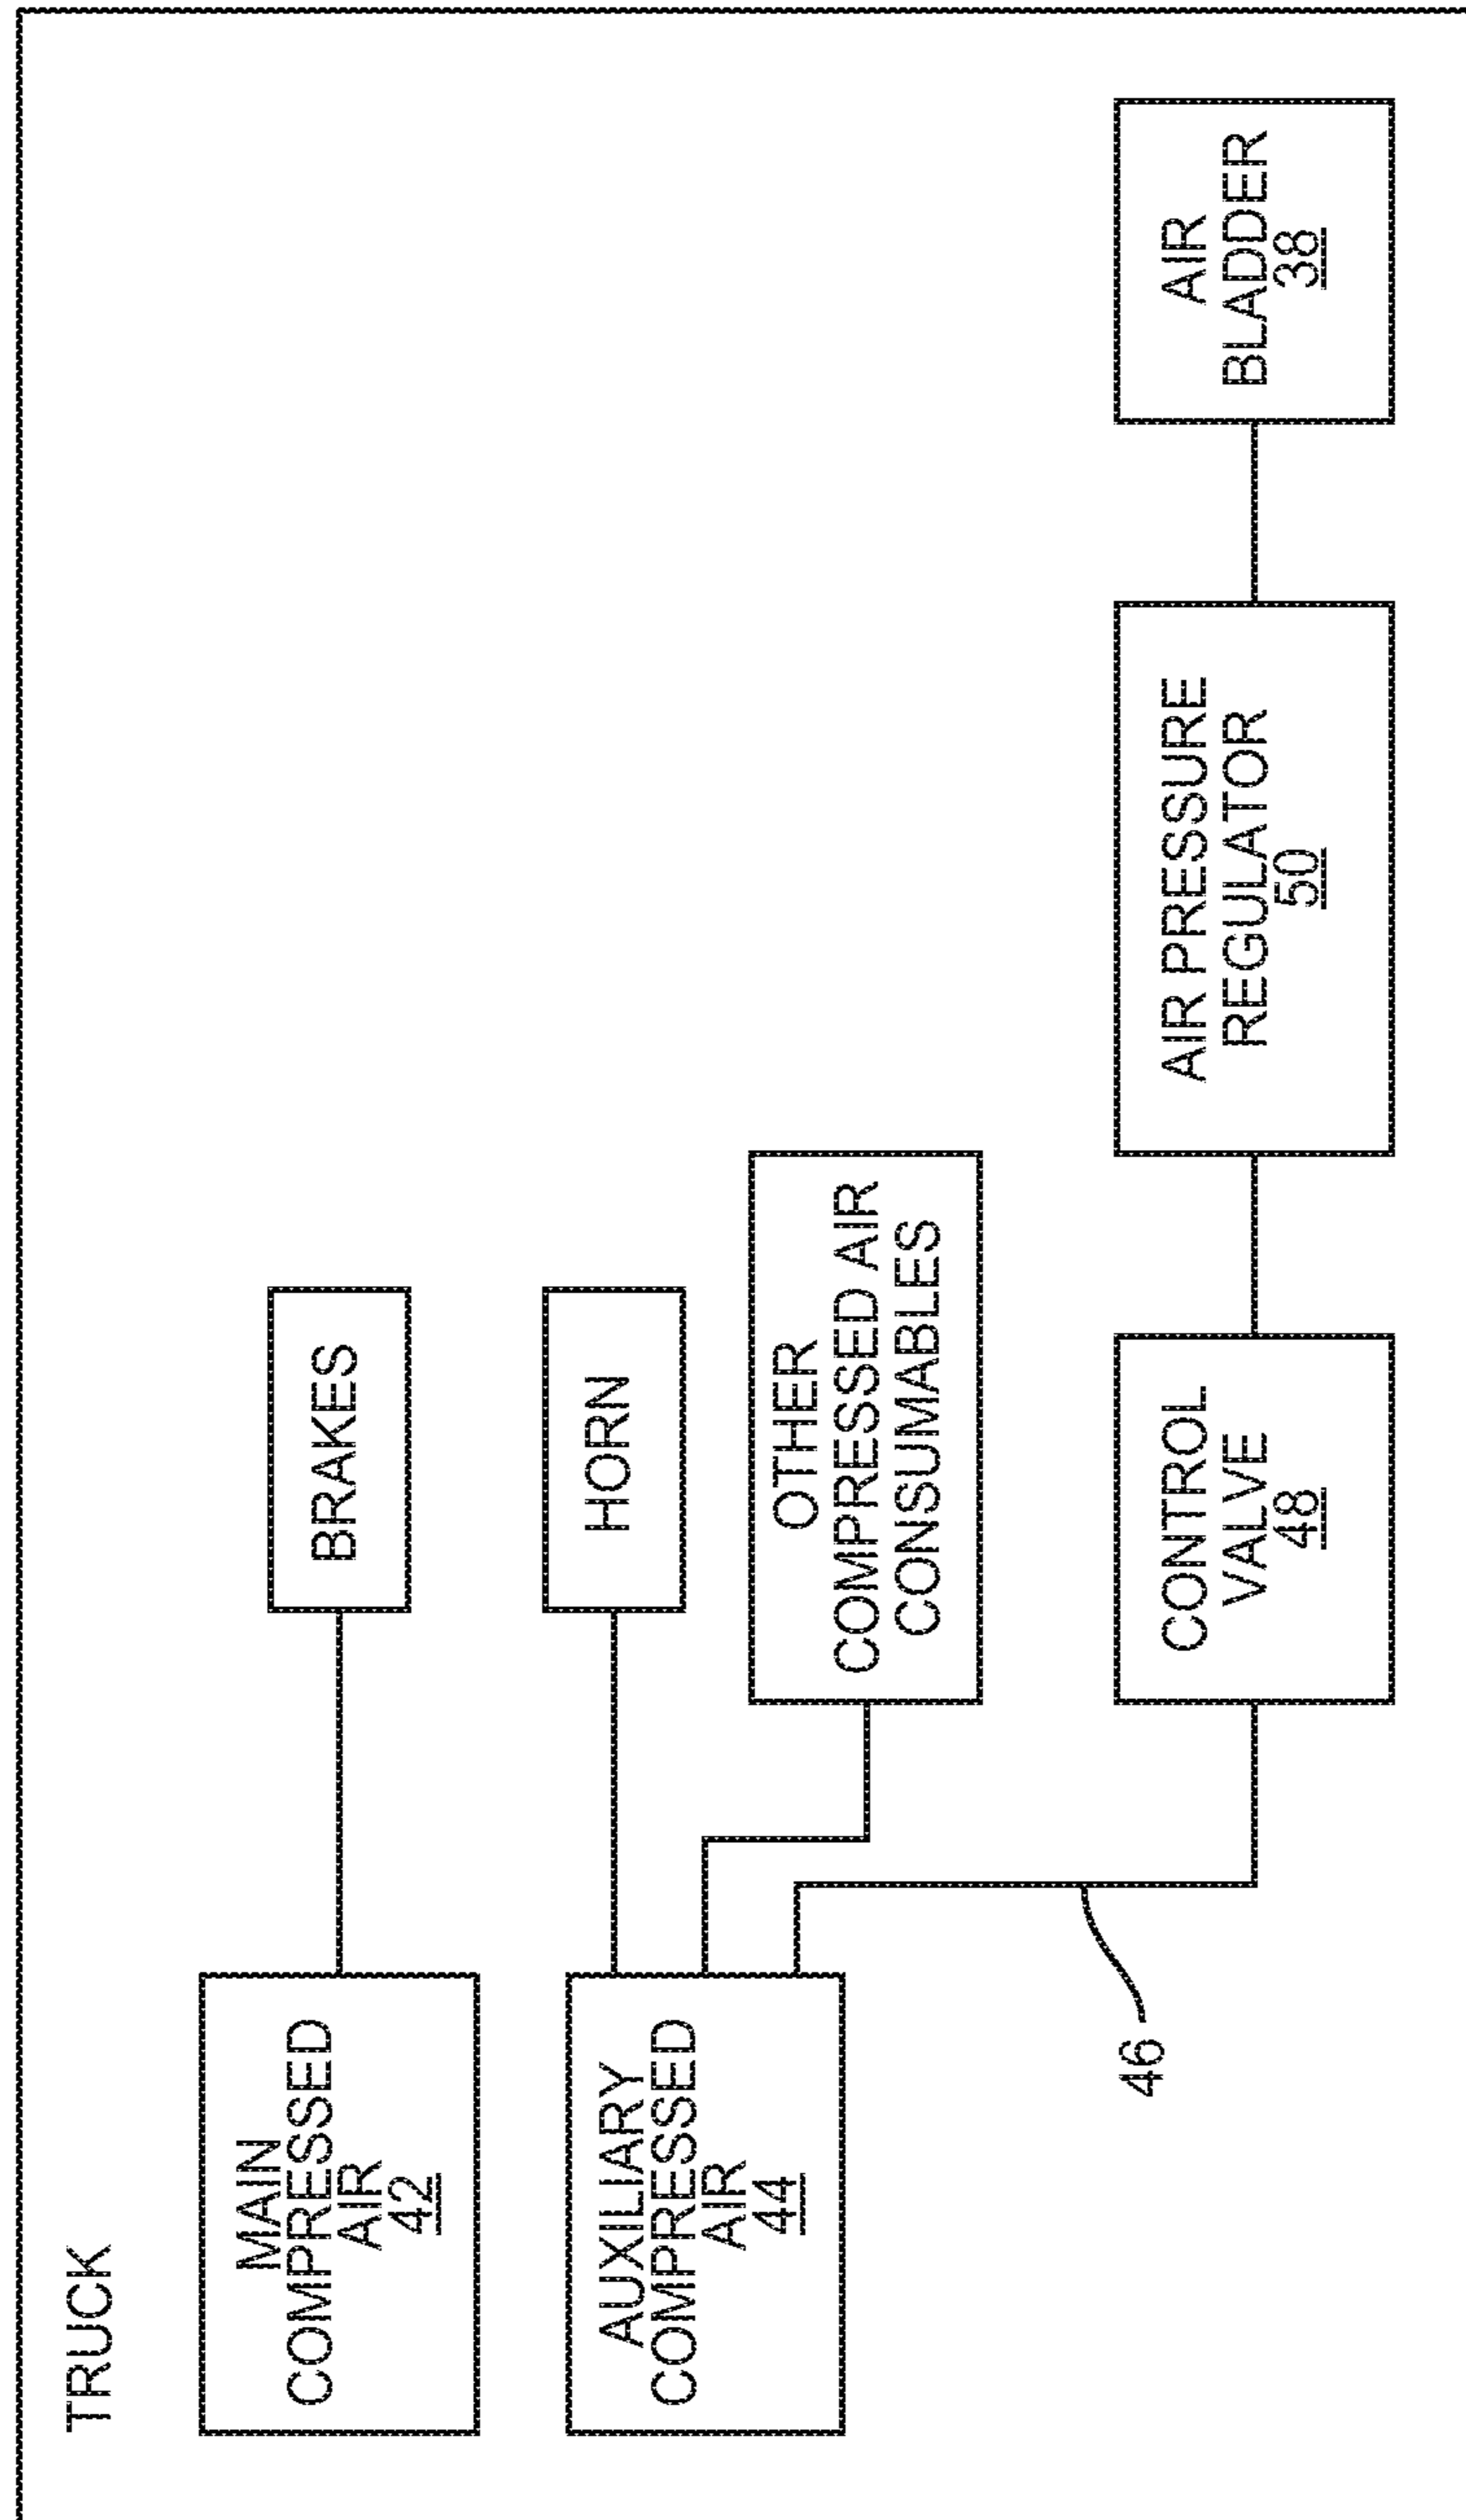 TRUCK
MAIN
COMPRESSED
AIR
42
BRAKES
AUXILIARY
COMPRESSED
AIR
44
HORN
OTHER
COMPRESSED AIR
CONSUMABLES
46
CONTROL
VALVE
48
AIR PRESSURE
REGULATOR
50
AIR
BLADDER
38